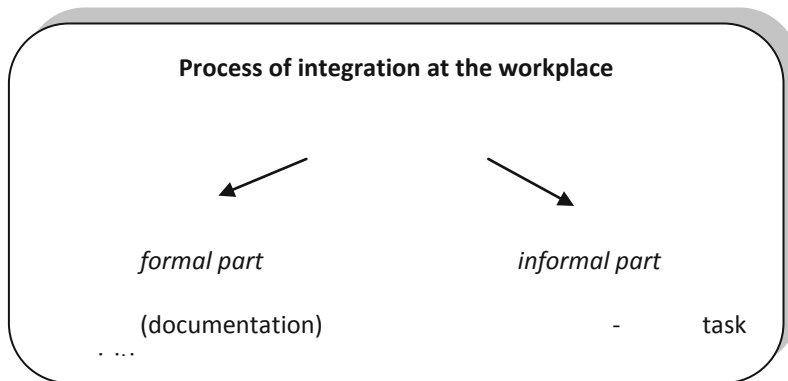 Process of integration at the workplace
formal part informal part
(documentation) - task